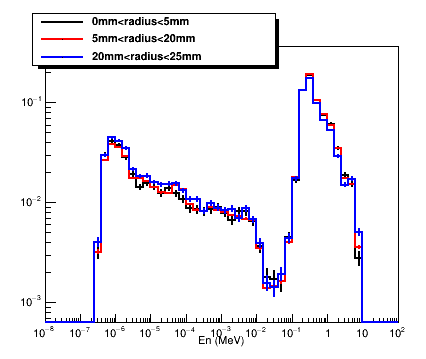 0mm<radius<5mm
5mm<radius<20mm
20mm<radius<25mm
10⁻¹
10⁻²
10⁻³
10⁻⁸ 10⁻⁷ 10⁻⁶ 10⁻⁵ 10⁻⁴ 10⁻³ 10⁻² 10⁻¹ 1 10 10²
En (MeV)